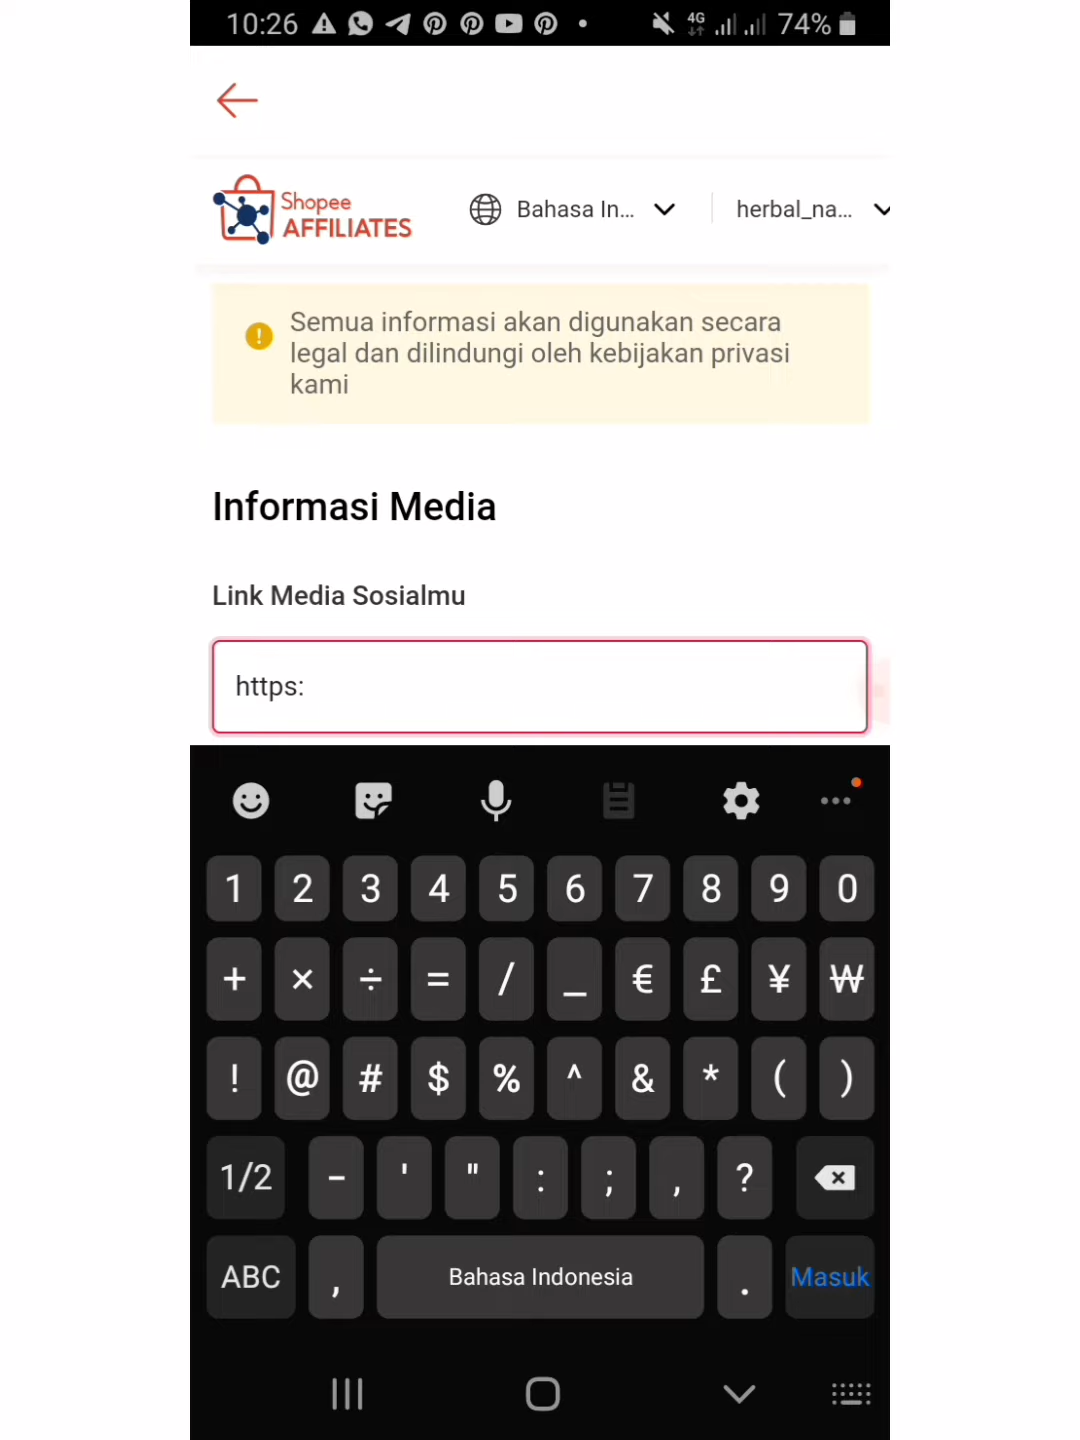 10:26 4G 74%
Shopee
AFFILIATES
Bahasa In... herbal_na...
Semua informasi akan digunakan secara
legal dan dilindungi oleh kebijakan privasi
kami
Informasi Media
Link Media Sosialmu
https:
1 2 3 4 5 6 7 8 9 0
+ × ÷ = / _ € £ ¥ ₩
! @ # $ % ^ & * ( )
1/2 - ' " : ; , ?
ABC , Bahasa Indonesia . Masuk